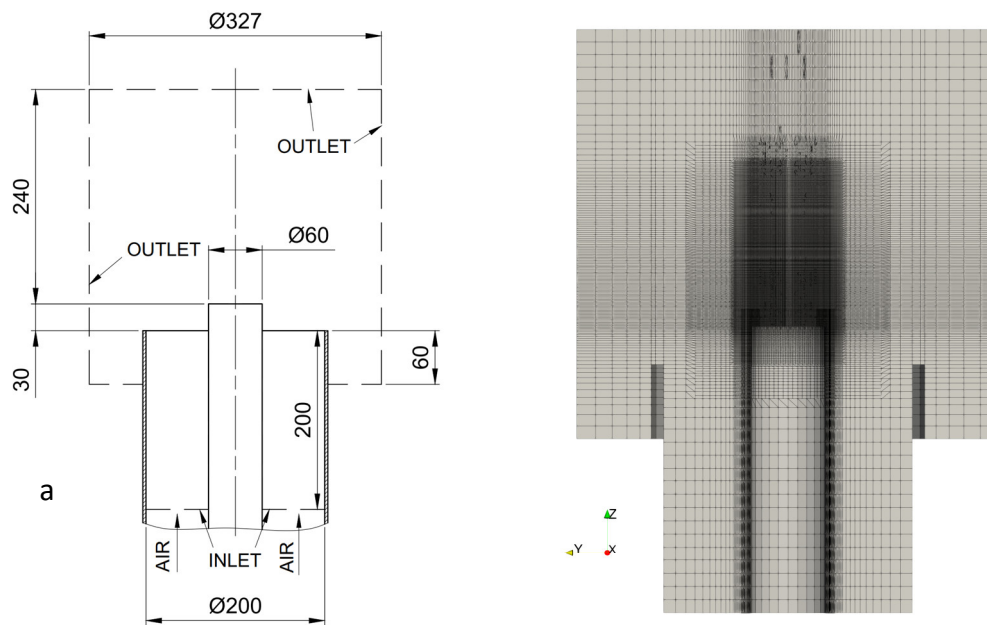 Ø327
OUTLET
240
Ø60
OUTLET
30
60
200
a
AIR
INLET
AIR
Ø200
Z
Y
X